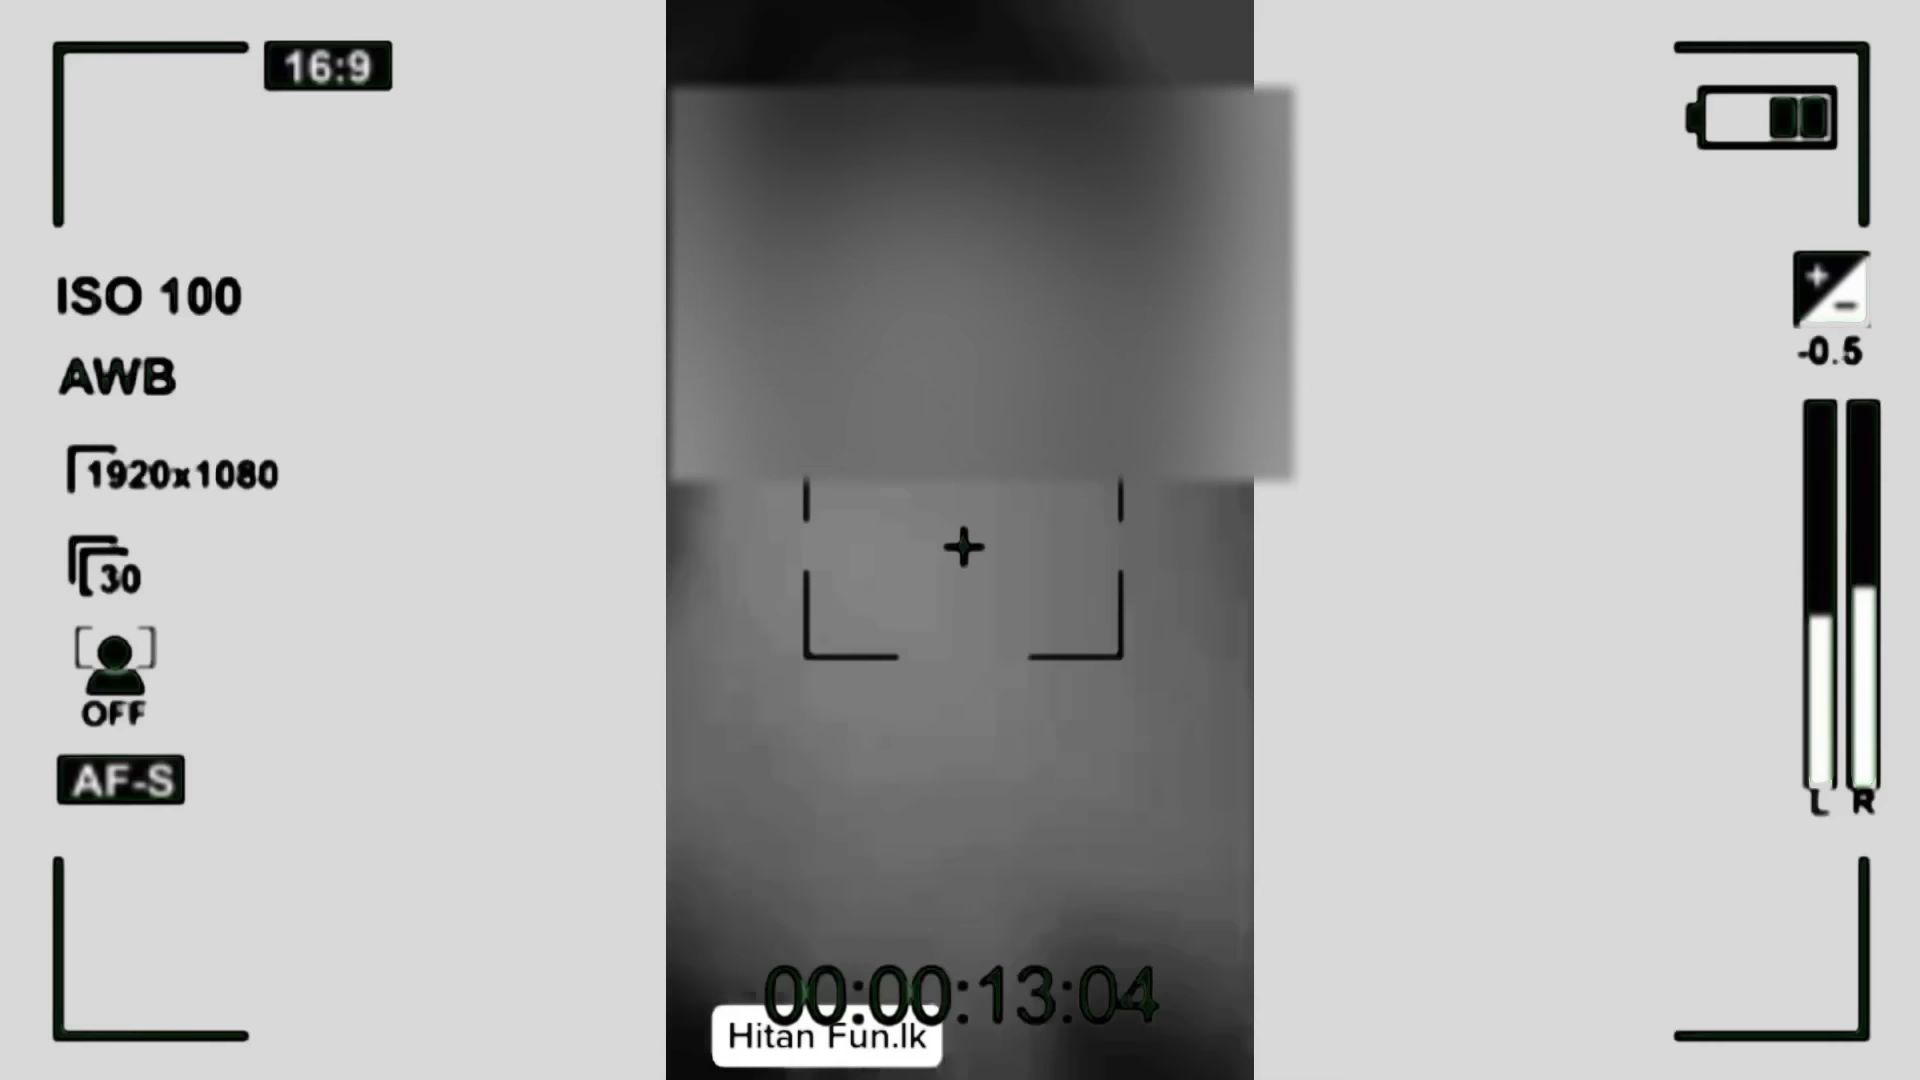 16:9
ISO 100
AWB
-0.5
1920x1080
30
OFF
AF-S
L R
00:00:13:04
Hitan Fun.lk